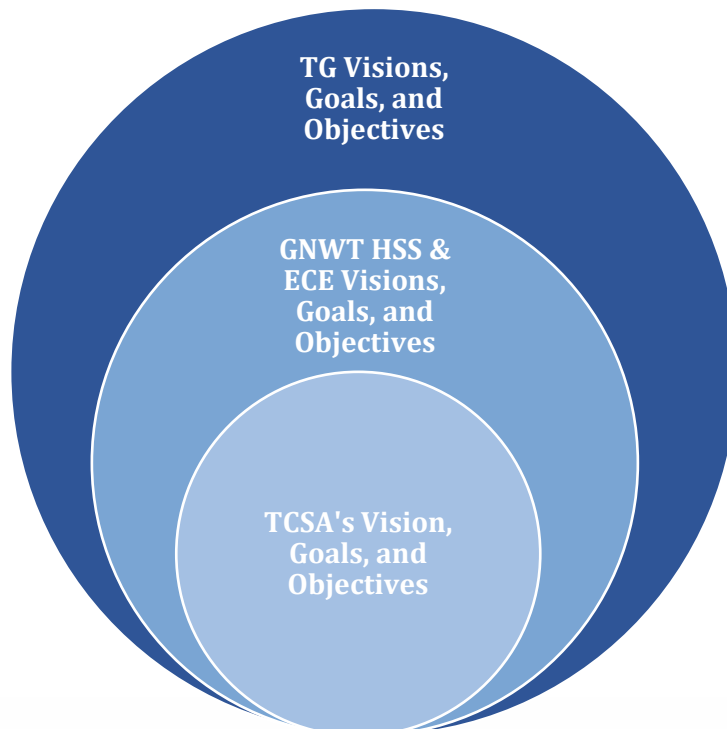 TG Visions,
Goals, and
Objectives
GNWT HSS &
ECE Visions,
Goals, and
Objectives
TCSA's Vision,
Goals, and
Objectives